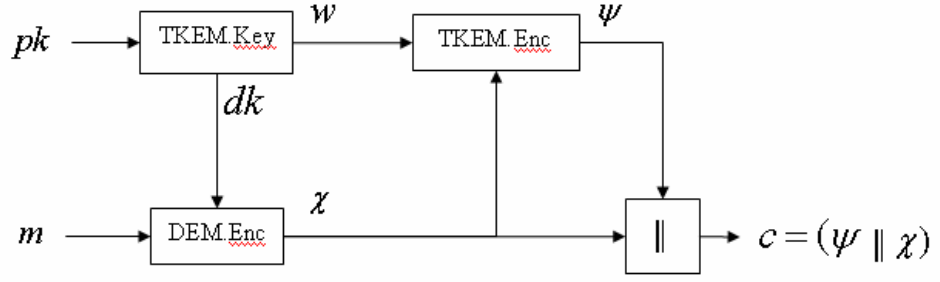 pk
TKEM.Key
w
TKEM.Enc
ψ
dk
m
DEM.Enc
χ
||
c = (ψ || χ)